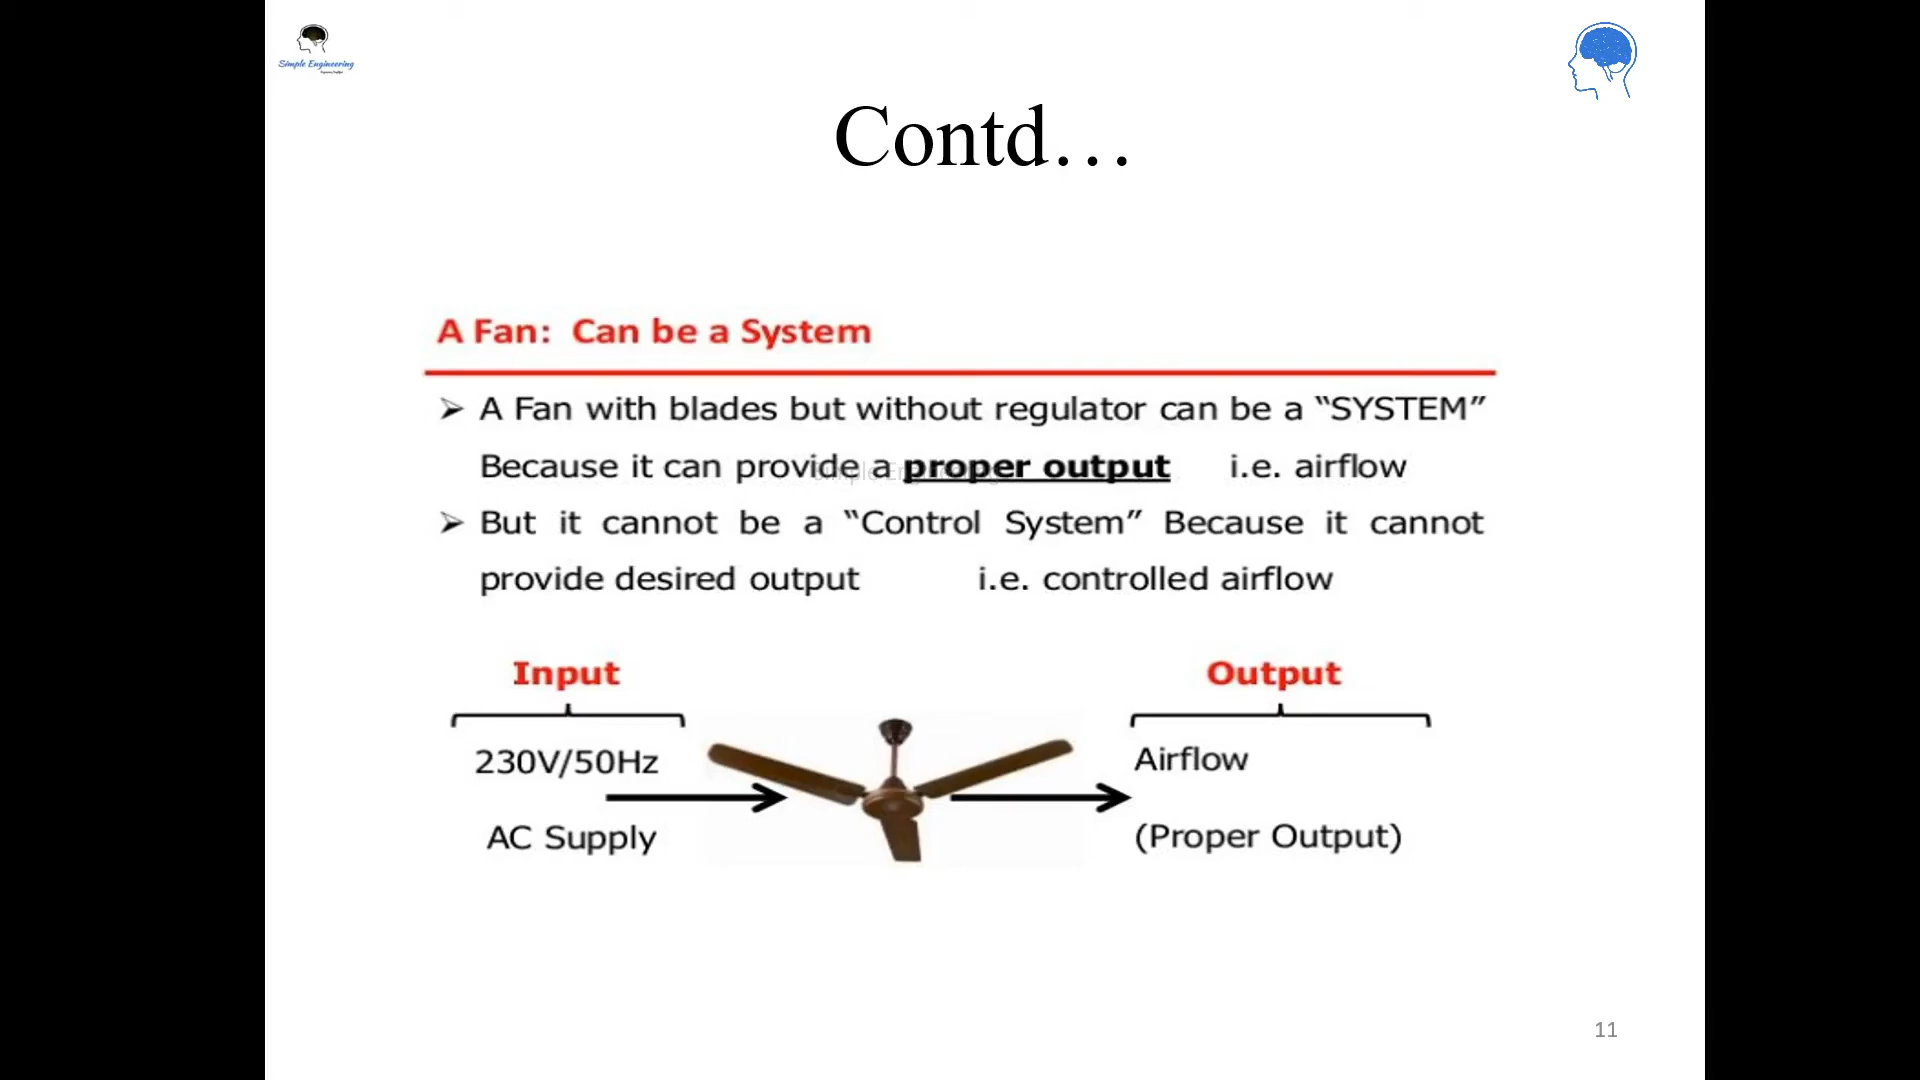 Simple Engineering
Contd…
A Fan: Can be a System
➢ A Fan with blades but without regulator can be a “SYSTEM”
Because it can provide a proper output i.e. airflow
➢ But it cannot be a “Control System” Because it cannot
provide desired output i.e. controlled airflow
Input
Output
230V/50Hz
Airflow
AC Supply
(Proper Output)
11